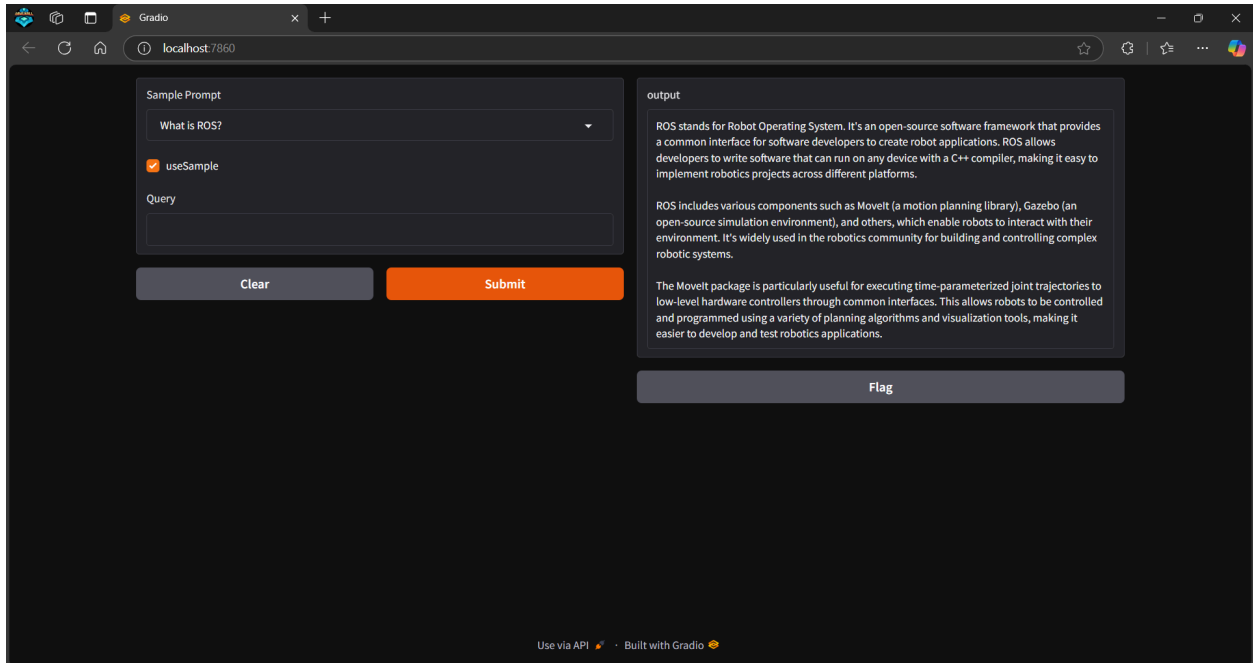 Gradio
localhost:7860
Sample Prompt
What is ROS?
useSample
Query
Clear
Submit
output
ROS stands for Robot Operating System. It's an open-source software framework that provides
a common interface for software developers to create robot applications. ROS allows
developers to write software that can run on any device with a C++ compiler, making it easy to
implement robotics projects across different platforms.
ROS includes various components such as MoveIt (a motion planning library), Gazebo (an
open-source simulation environment), and others, which enable robots to interact with their
environment. It's widely used in the robotics community for building and controlling complex
robotic systems.
The MoveIt package is particularly useful for executing time-parameterized joint trajectories to
low-level hardware controllers through common interfaces. This allows robots to be controlled
and programmed using a variety of planning algorithms and visualization tools, making it
easier to develop and test robotics applications.
Flag
Use via API · Built with Gradio